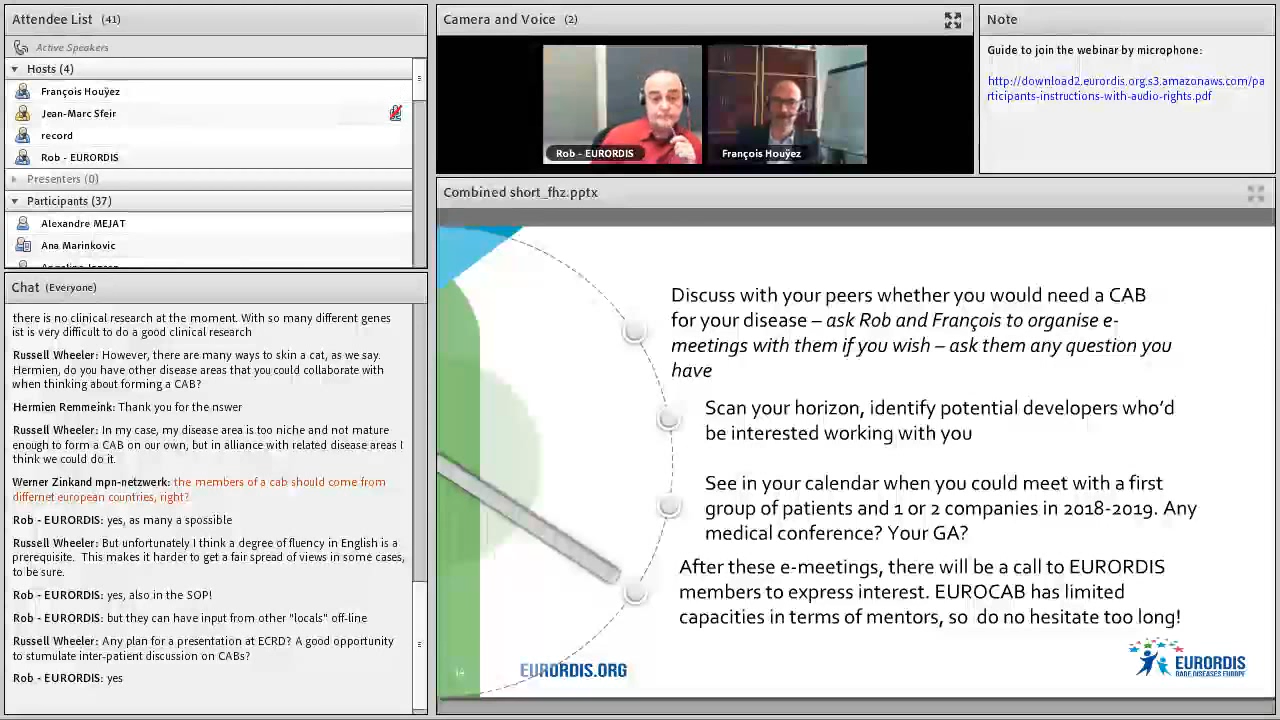 Attendee List (41)
Active Speakers
Hosts (4)
François Houÿez
Jean-Marc Sfeir
record
Rob - EURORDIS
Presenters (0)
Participants (37)
Alexandre MEJAT
Ana Marinkovic
Chat (Everyone)
there is no clinical research at the moment. With so many different genes
ist is very difficult to do a good clinical research
Russell Wheeler: However, there are many ways to skin a cat, as we say.
Hermien, do you have other disease areas that you could collaborate with
when thinking about forming a CAB?
Hermien Remmeink: Thank you for the nswer
Russell Wheeler: In my case, my disease area is too niche and not mature
enough to form a CAB on our own, but in alliance with related disease areas I
think we could do it.
Werner Zinkand mpn-netzwerk: the members of a cab should come from
differnet european countries, right?
Rob - EURORDIS: yes, as many a spossible
Russell Wheeler: But unfortunately I think a degree of fluency in English is a
prerequisite. This makes it harder to get a fair spread of views in some cases,
to be sure.
Rob - EURORDIS: yes, also in the SOP!
Rob - EURORDIS: but they can have input from other "locals" off-line
Russell Wheeler: Any plan for a presentation at ECRD? A good opportunity
to stumulate inter-patient discussion on CABs?
Rob - EURORDIS: yes
Camera and Voice (2)
Rob - EURORDIS
François Houÿez
Note
Guide to join the webinar by microphone:
http://download2.eurordis.org.s3.amazonaws.com/pa
rticipants-instructions-with-audio-rights.pdf
Combined short_fhz.pptx
Discuss with your peers whether you would need a CAB
for your disease – ask Rob and François to organise e-
meetings with them if you wish – ask them any question you
have
Scan your horizon, identify potential developers who'd
be interested working with you
See in your calendar when you could meet with a first
group of patients and 1 or 2 companies in 2018-2019. Any
medical conference? Your GA?
After these e-meetings, there will be a call to EURORDIS
members to express interest. EUROCAB has limited
capacities in terms of mentors, so do no hesitate too long!
EURORDIS.ORG
EURORDIS
RARE DISEASES EUROPE